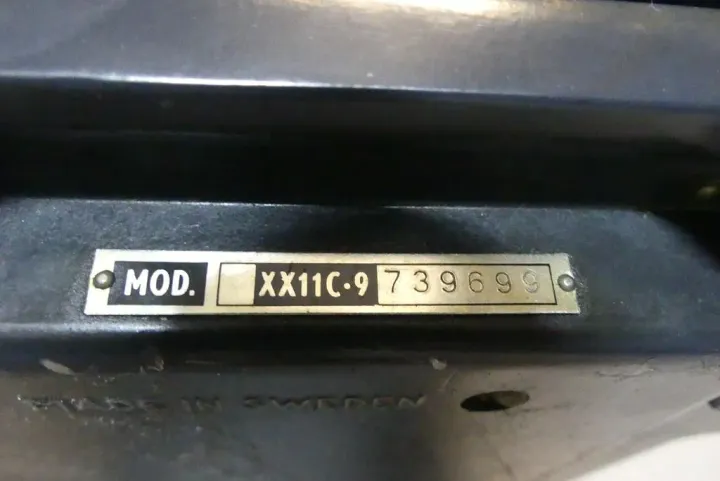 MOD. XX11C·9 739699
MADE IN SWEDEN